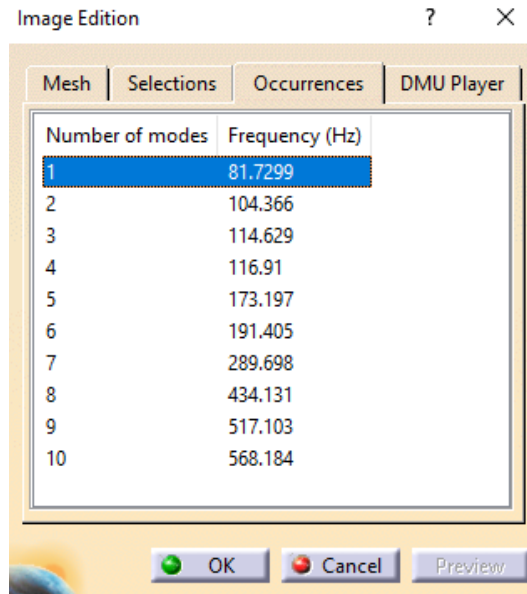 Image Edition ? ×
Mesh Selections Occurrences DMU Player
Number of modes Frequency (Hz)
1 81.7299
2 104.366
3 114.629
4 116.91
5 173.197
6 191.405
7 289.698
8 434.131
9 517.103
10 568.184
OK Cancel Preview